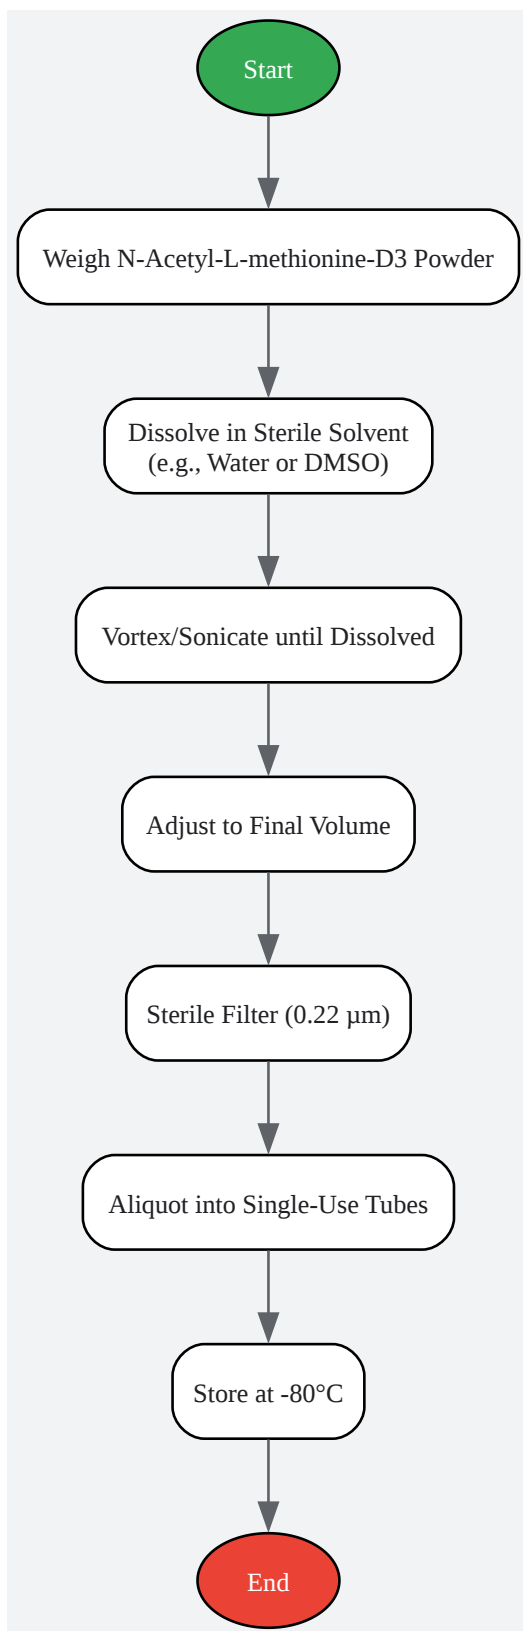 Start
Weigh N-Acetyl-L-methionine-D3 Powder
Dissolve in Sterile Solvent
(e.g., Water or DMSO)
Vortex/Sonicate until Dissolved
Adjust to Final Volume
Sterile Filter (0.22 µm)
Aliquot into Single-Use Tubes
Store at -80°C
End